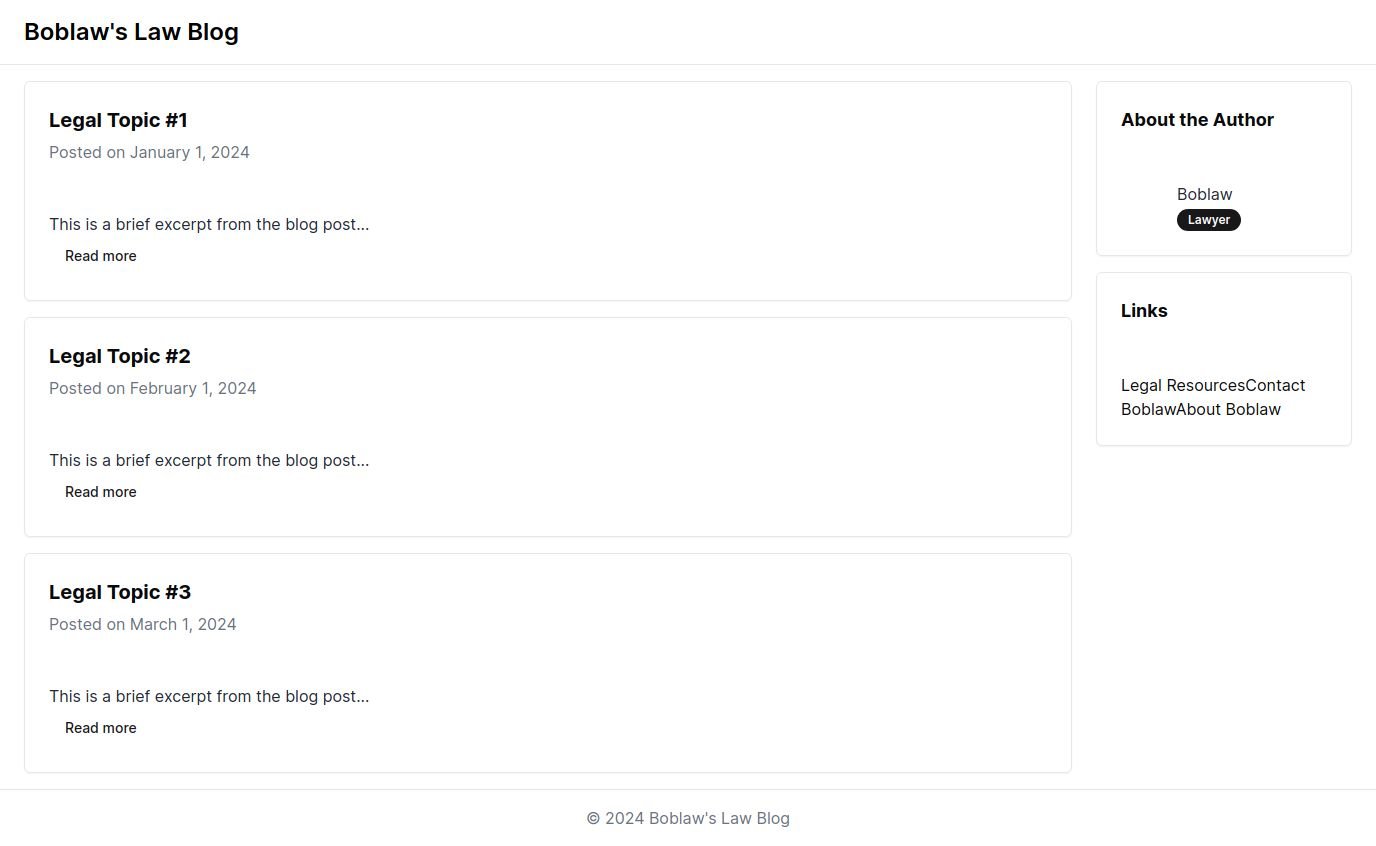 Boblaw's Law Blog
Legal Topic #1
Posted on January 1, 2024
This is a brief excerpt from the blog post...
Read more
Legal Topic #2
Posted on February 1, 2024
This is a brief excerpt from the blog post...
Read more
Legal Topic #3
Posted on March 1, 2024
This is a brief excerpt from the blog post...
Read more
About the Author
Boblaw
Lawyer
Links
Legal ResourcesContact
BoblawAbout Boblaw
© 2024 Boblaw's Law Blog